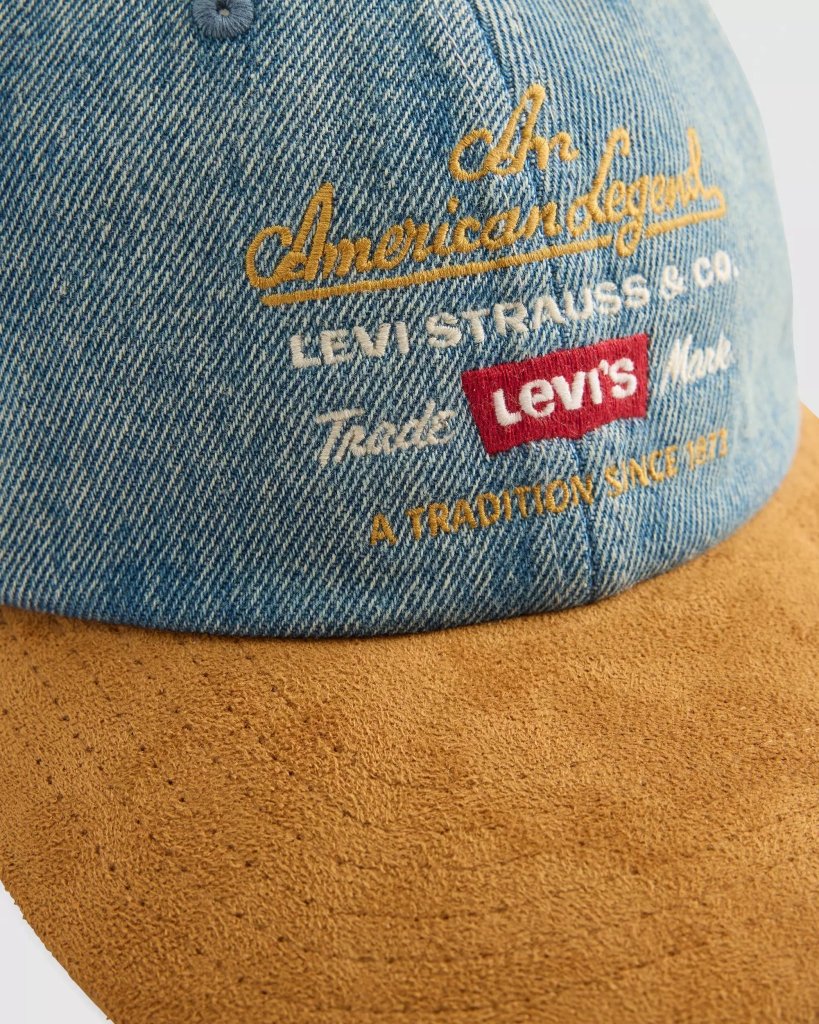 An
American Legend
LEVI STRAUSS & CO.
Trade Levi's Mark
A TRADITION SINCE 1873